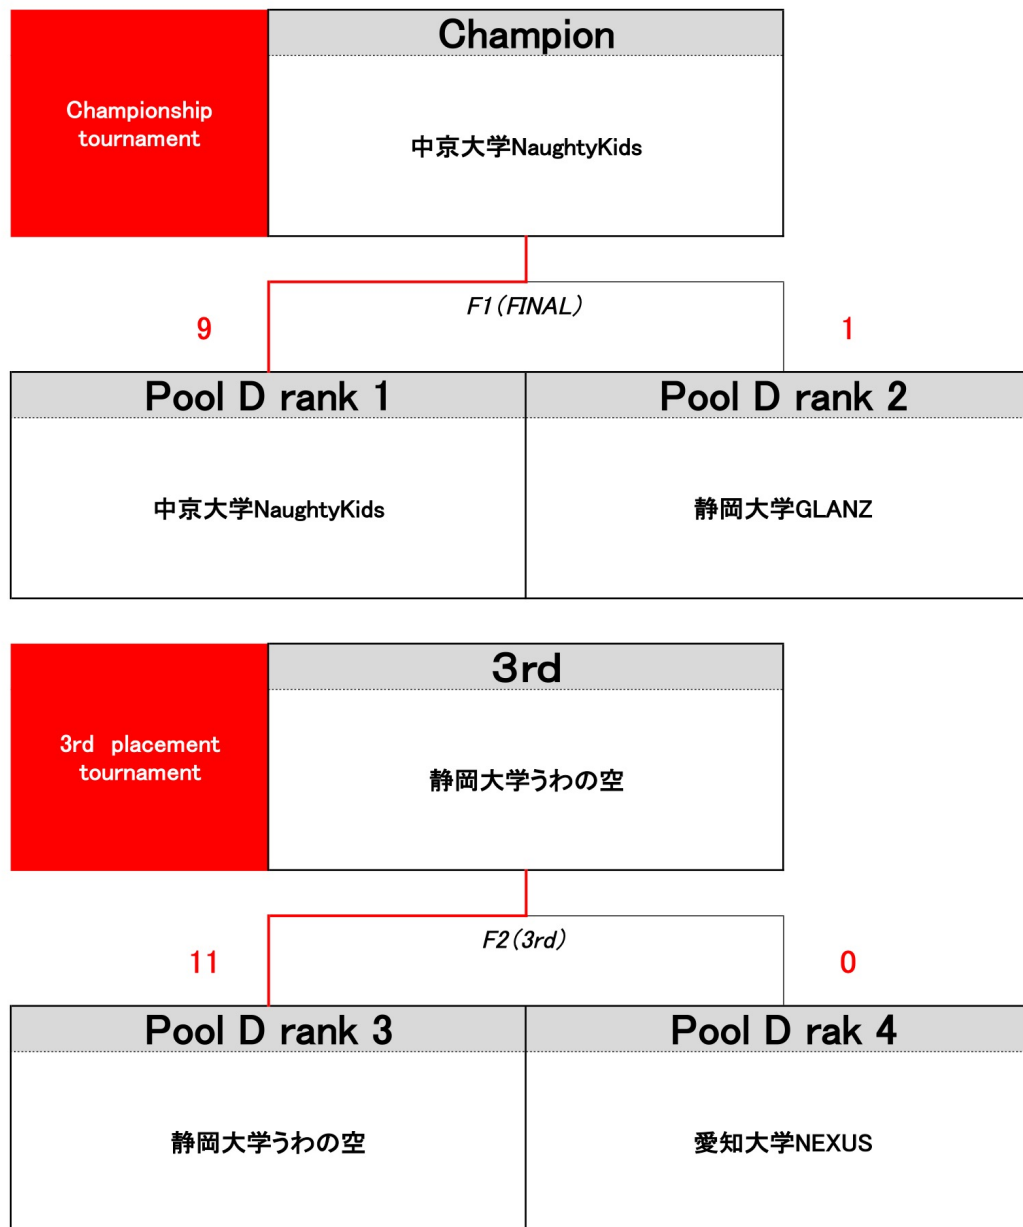 Champion
Championship
tournament
中京大学NaughtyKids
F1(FINAL)
9
1
Pool D rank 1
Pool D rank 2
中京大学NaughtyKids
静岡大学GLANZ
3rd
3rd placement
tournament
静岡大学うわの空
F2(3rd)
11
0
Pool D rank 3
Pool D rak 4
静岡大学うわの空
愛知大学NEXUS